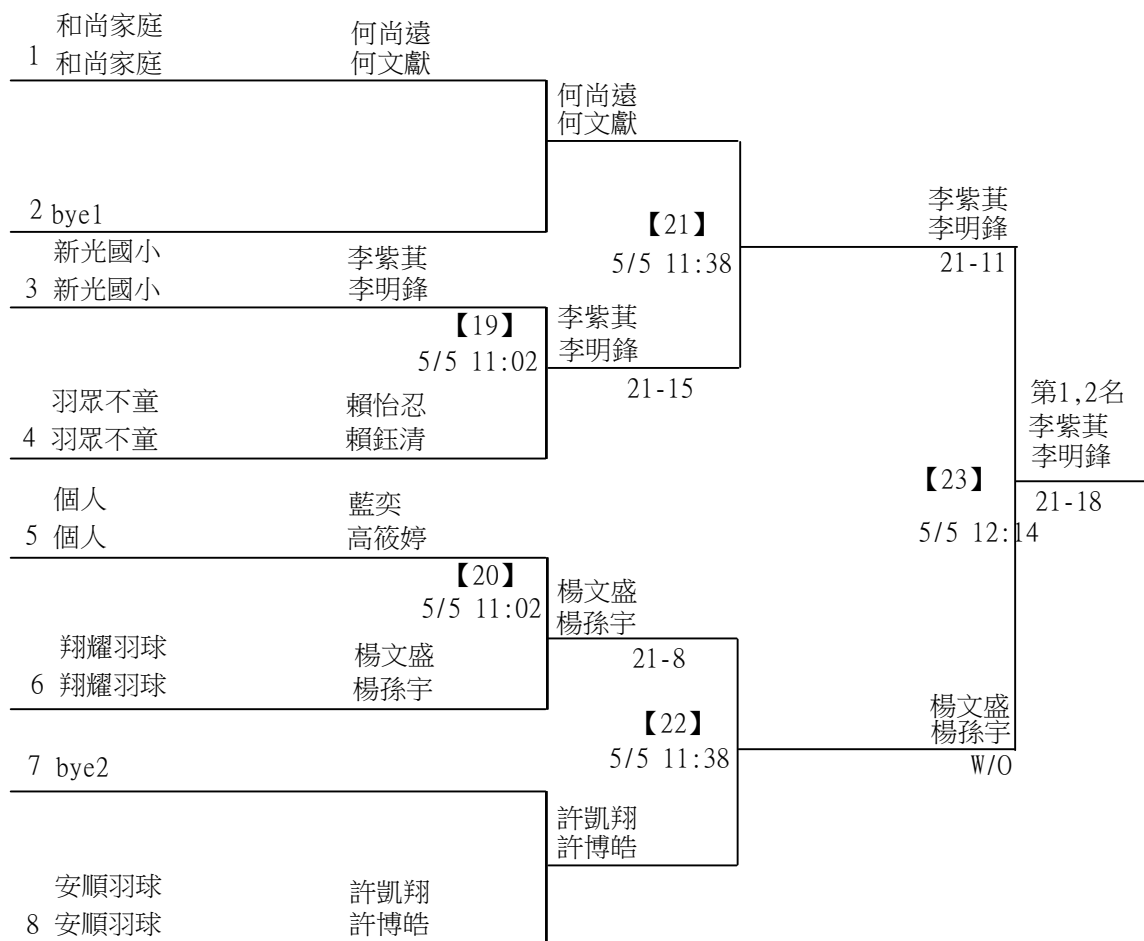 和尚家庭 何尚遠
1 和尚家庭 何文獻
何尚遠
何文獻
2 bye1
【21】
5/5 11:38
李紫萁
李明鋒
21-11
新光國小 李紫萁
3 新光國小 李明鋒
【19】
5/5 11:02
李紫萁
李明鋒
21-15
羽眾不童 賴怡忍
4 羽眾不童 賴鈺清
第1,2名
李紫萁
李明鋒
21-18
【23】
5/5 12:14
個人 藍奕
5 個人 高筱婷
【20】
5/5 11:02
楊文盛
楊孫宇
21-8
翔耀羽球 楊文盛
6 翔耀羽球 楊孫宇
【22】
5/5 11:38
楊文盛
楊孫宇
W/O
7 bye2
許凱翔
許博皓
安順羽球 許凱翔
8 安順羽球 許博皓